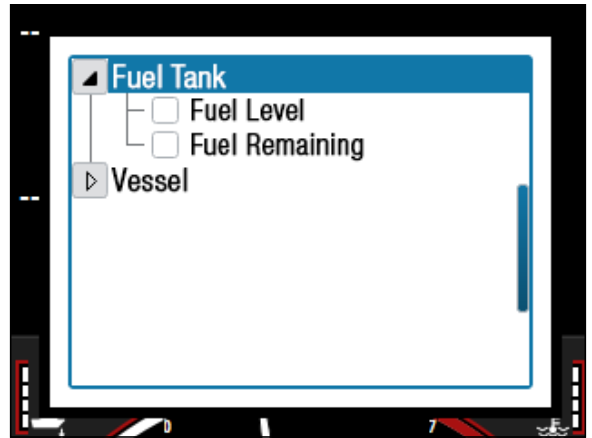 --
Fuel Tank
Fuel Level
Fuel Remaining
Vessel
--
0
7